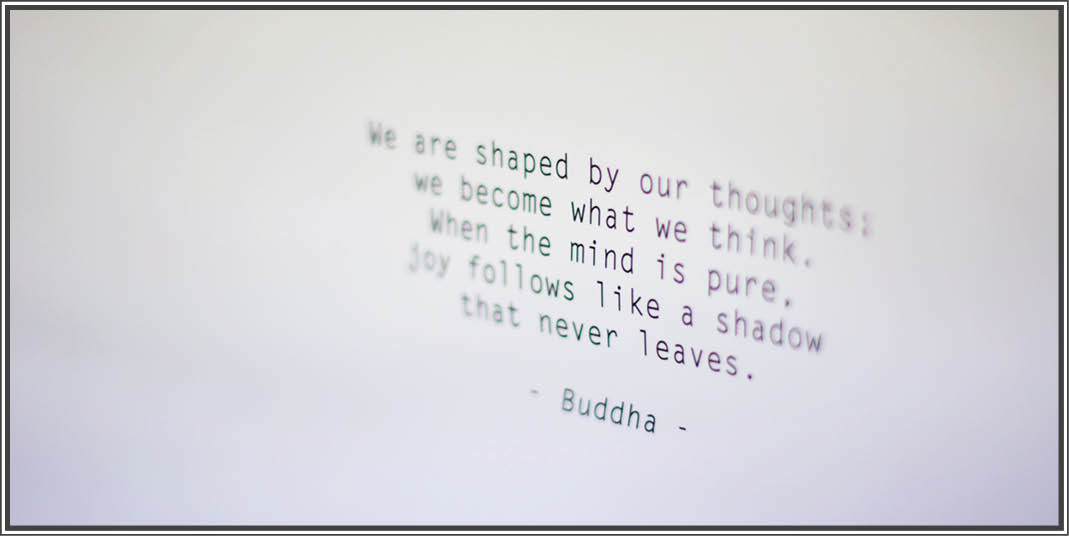 We are shaped by our thoughts;
we become what we think.
When the mind is pure,
joy follows like a shadow
that never leaves.
- Buddha -